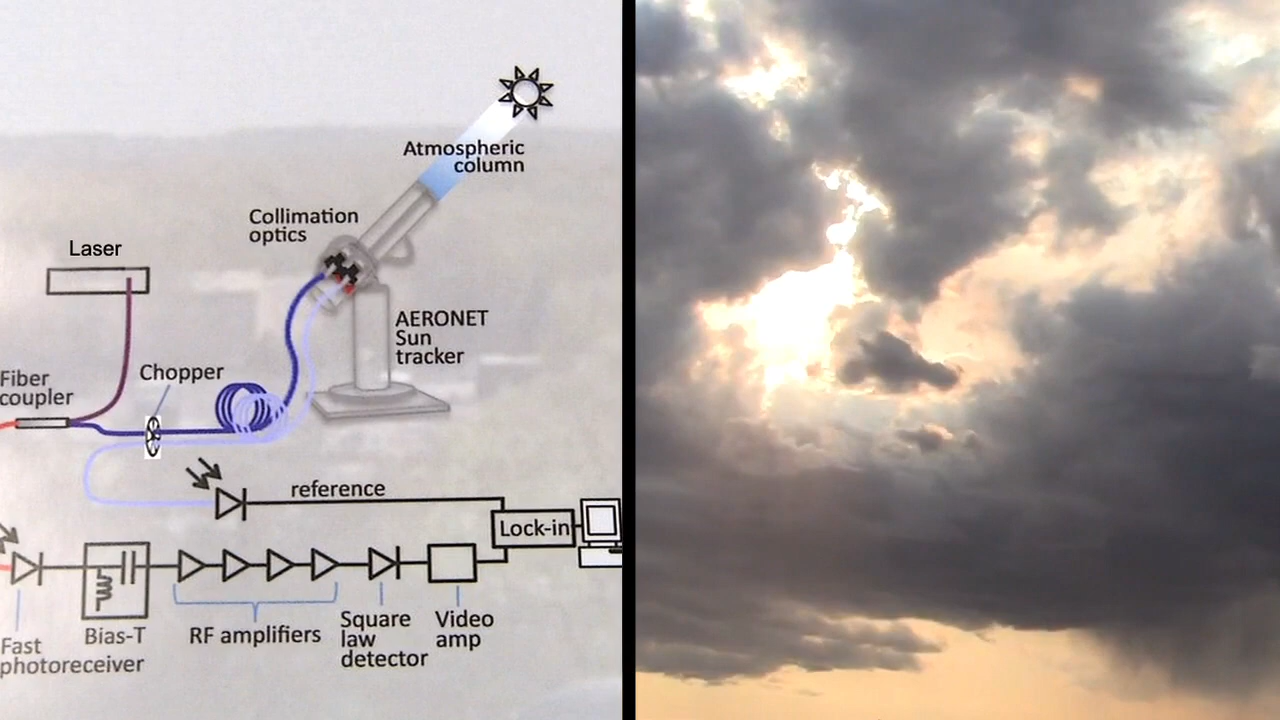 Atmospheric
column
Collimation
optics
Laser
AERONET
Sun
tracker
Chopper
Fiber
coupler
reference
Lock-in
Fast
photoreceiver
Bias-T
RF amplifiers
Square
law
detector
Video
amp